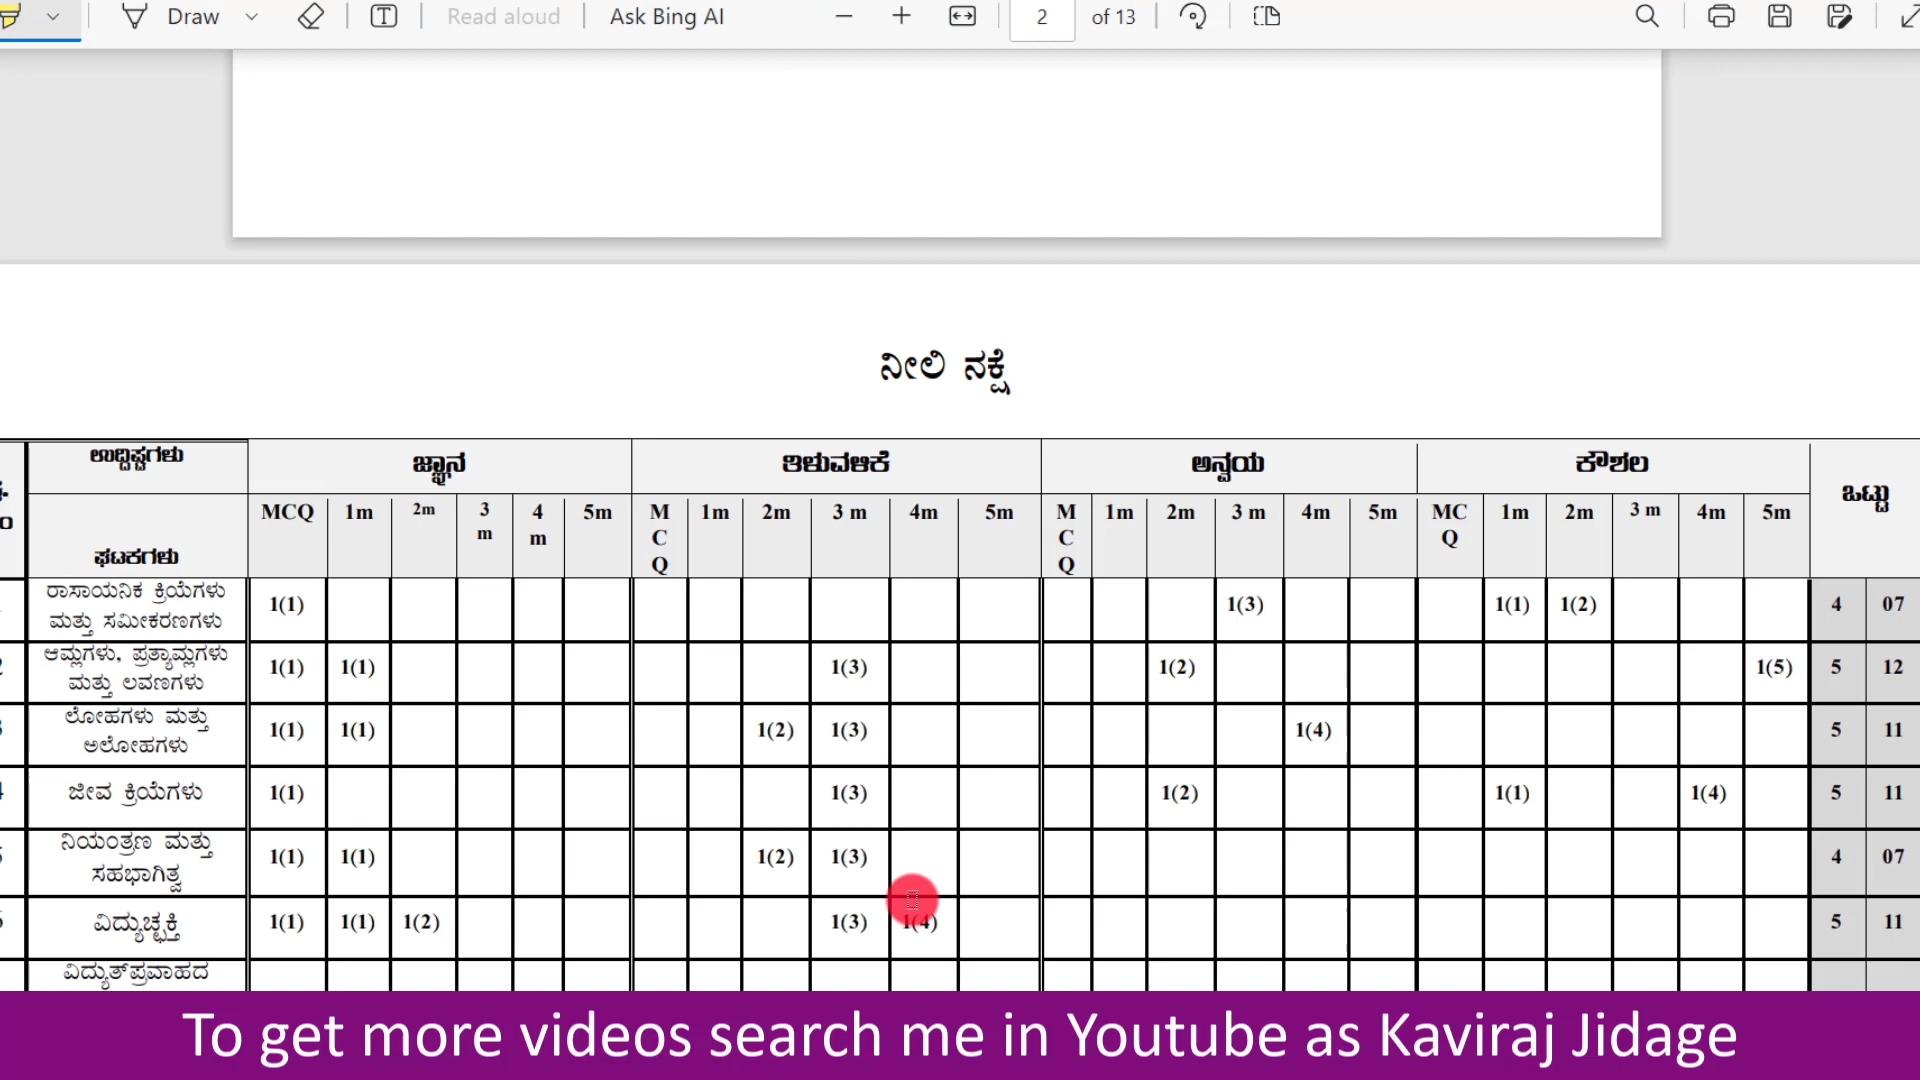 Draw Read aloud Ask Bing AI 2 of 13
ನೀಲಿ ನಕ್ಷೆ
ಉದ್ದಿಷ್ಟಗಳು ಜ್ಞಾನ ತಿಳುವಳಿಕೆ ಅನ್ವಯ ಕೌಶಲ ಒಟ್ಟು
ಘಟಕಗಳು MCQ 1m 2m 3 m 4 m 5m M C Q 1m 2m 3 m 4m 5m M C Q 1m 2m 3 m 4m 5m MC Q 1m 2m 3 m 4m 5m
ರಾಸಾಯನಿಕ ಕ್ರಿಯೆಗಳು ಮತ್ತು ಸಮೀಕರಣಗಳು 1(1) 1(3) 1(1) 1(2) 4 07
ಆಮ್ಲಗಳು, ಪ್ರತ್ಯಾಮ್ಲಗಳು ಮತ್ತು ಲವಣಗಳು 1(1) 1(1) 1(3) 1(2) 1(5) 5 12
ಲೋಹಗಳು ಮತ್ತು ಅಲೋಹಗಳು 1(1) 1(1) 1(2) 1(3) 1(4) 5 11
ಜೀವ ಕ್ರಿಯೆಗಳು 1(1) 1(3) 1(2) 1(1) 1(4) 5 11
ನಿಯಂತ್ರಣ ಮತ್ತು ಸಹಭಾಗಿತ್ವ 1(1) 1(1) 1(2) 1(3) 4 07
ವಿದ್ಯುಚ್ಛಕ್ತಿ 1(1) 1(1) 1(2) 1(3) 1(4) 5 11
ವಿದ್ಯುತ್‌ಪ್ರವಾಹದ
To get more videos search me in Youtube as Kaviraj Jidage